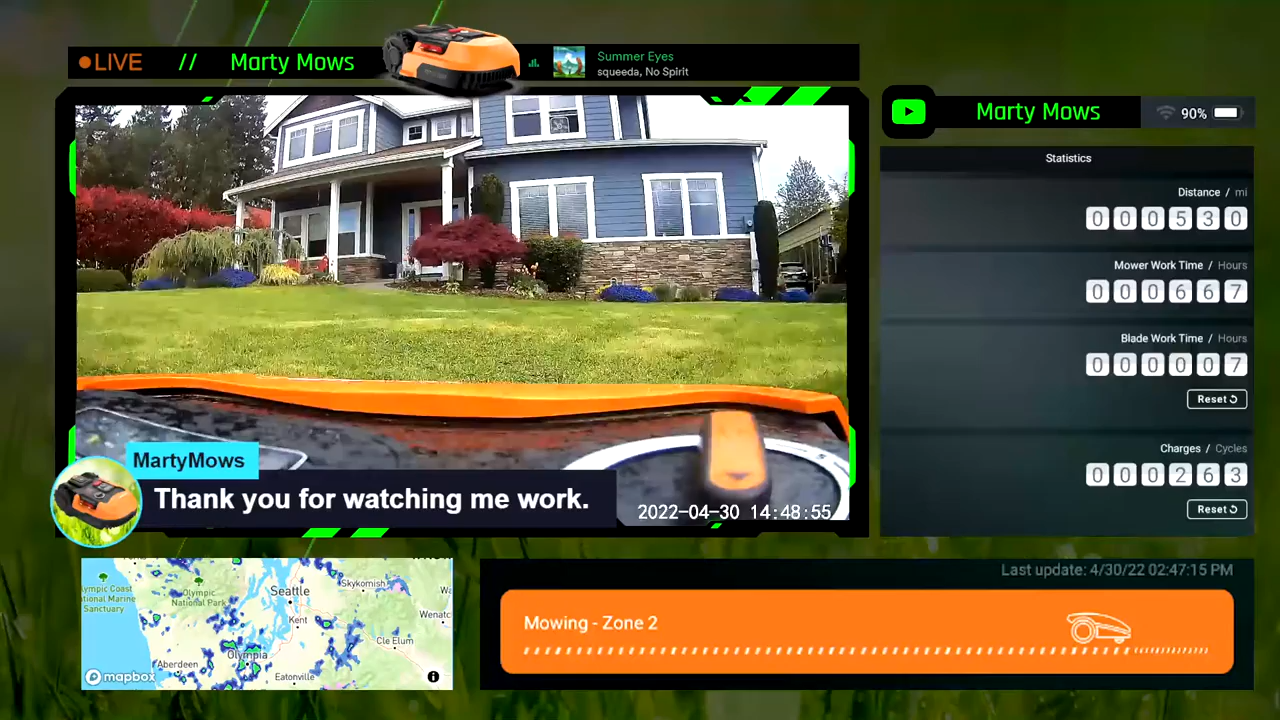 LIVE // Marty Mows
Summer Eyes
squeeda, No Spirit
Marty Mows
90%
Statistics
Distance / mi
000530
Mower Work Time / Hours
000667
Blade Work Time / Hours
000007
Reset
Charges / Cycles
000263
Reset
MartyMows
Thank you for watching me work.
2022-04-30 14:48:55
Skykomish
Olympic Coast
National Marine
Sanctuary
Olympic
National Park
Seattle
Wenatc
Kent
Cle Elum
Olympia
Aberdeen
Eatonville
mapbox
Last update: 4/30/22 02:47:15 PM
Mowing - Zone 2